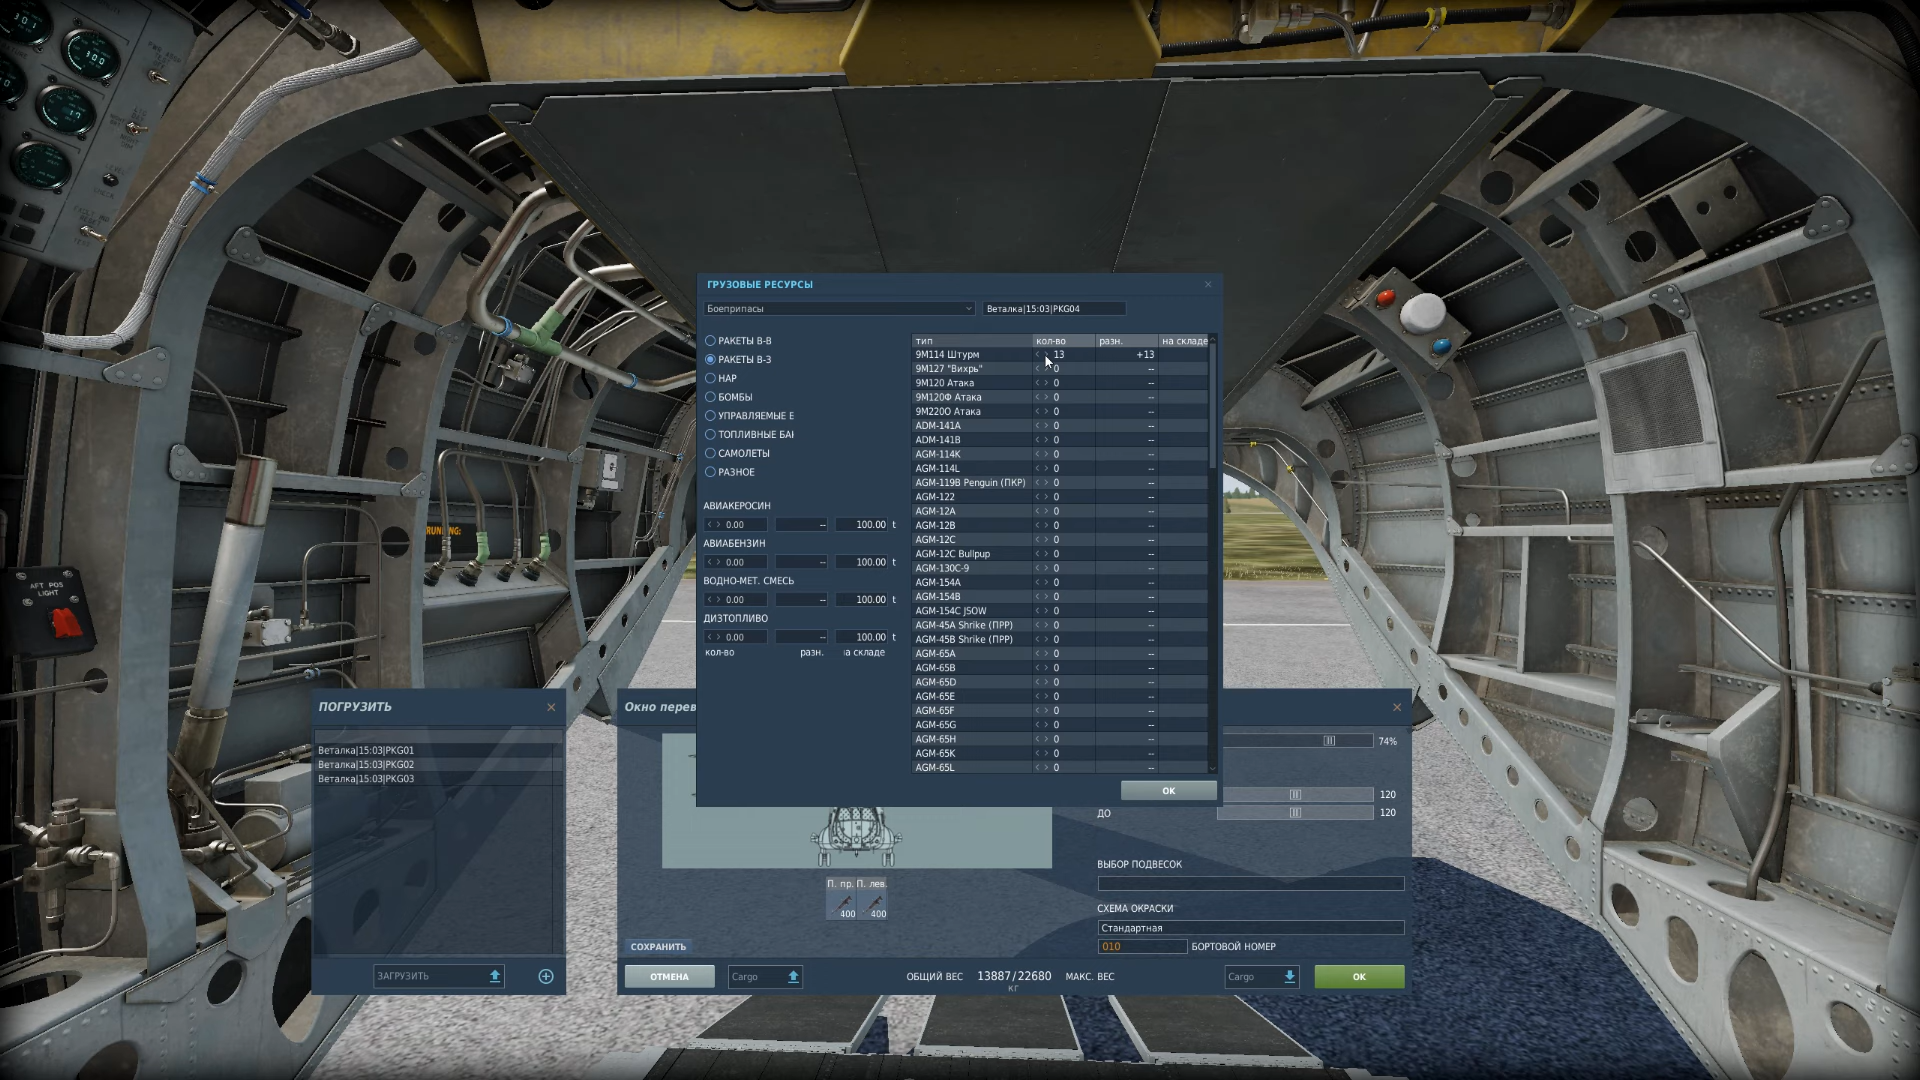 ГРУЗОВЫЕ РЕСУРСЫ
Боеприпасы
Веталка|15:03|PKG04
РАКЕТЫ В-В
РАКЕТЫ В-З
НАР
БОМБЫ
УПРАВЛЯЕМЫЕ Б
ТОПЛИВНЫЕ БАІ
САМОЛЕТЫ
РАЗНОЕ
АВИАКЕРОСИН
0.00 -- 100.00 t
АВИАБЕНЗИН
0.00 -- 100.00 t
ВОДНО-МЕТ. СМЕСЬ
0.00 -- 100.00 t
ДИЗТОПЛИВО
0.00 -- 100.00 t
кол-во разн. на складе
тип кол-во разн. на складе
9М114 Штурм 13 +13
9М127 "Вихрь" 0 --
9М120 Атака 0 --
9М120Ф Атака 0 --
9М220О Атака 0 --
ADM-141A 0 --
ADM-141B 0 --
AGM-114K 0 --
AGM-114L 0 --
AGM-119B Penguin (ПКР) 0 --
AGM-122 0 --
AGM-12A 0 --
AGM-12B 0 --
AGM-12C 0 --
AGM-12C Bullpup 0 --
AGM-130C-9 0 --
AGM-154A 0 --
AGM-154B 0 --
AGM-154C JSOW 0 --
AGM-45A Shrike (ПРР) 0 --
AGM-45B Shrike (ПРР) 0 --
AGM-65A 0 --
AGM-65B 0 --
AGM-65D 0 --
AGM-65E 0 --
AGM-65F 0 --
AGM-65G 0 --
AGM-65H 0 --
AGM-65K 0 --
AGM-65L 0 --
OK
ПОГРУЗИТЬ
Веталка|15:03|PKG01
Веталка|15:03|PKG02
Веталка|15:03|PKG03
ЗАГРУЗИТЬ
Окно перев
74%
120
ДО 120
ВЫБОР ПОДВЕСОК
СХЕМА ОКРАСКИ
Стандартная
010 БОРТОВОЙ НОМЕР
П. пр. П. лев.
400 400
СОХРАНИТЬ
ОТМЕНА
Cargo
ОБЩИЙ ВЕС 13887/22680 МАКС. ВЕС
кг
Cargo
OK
AFT POS
LIGHT